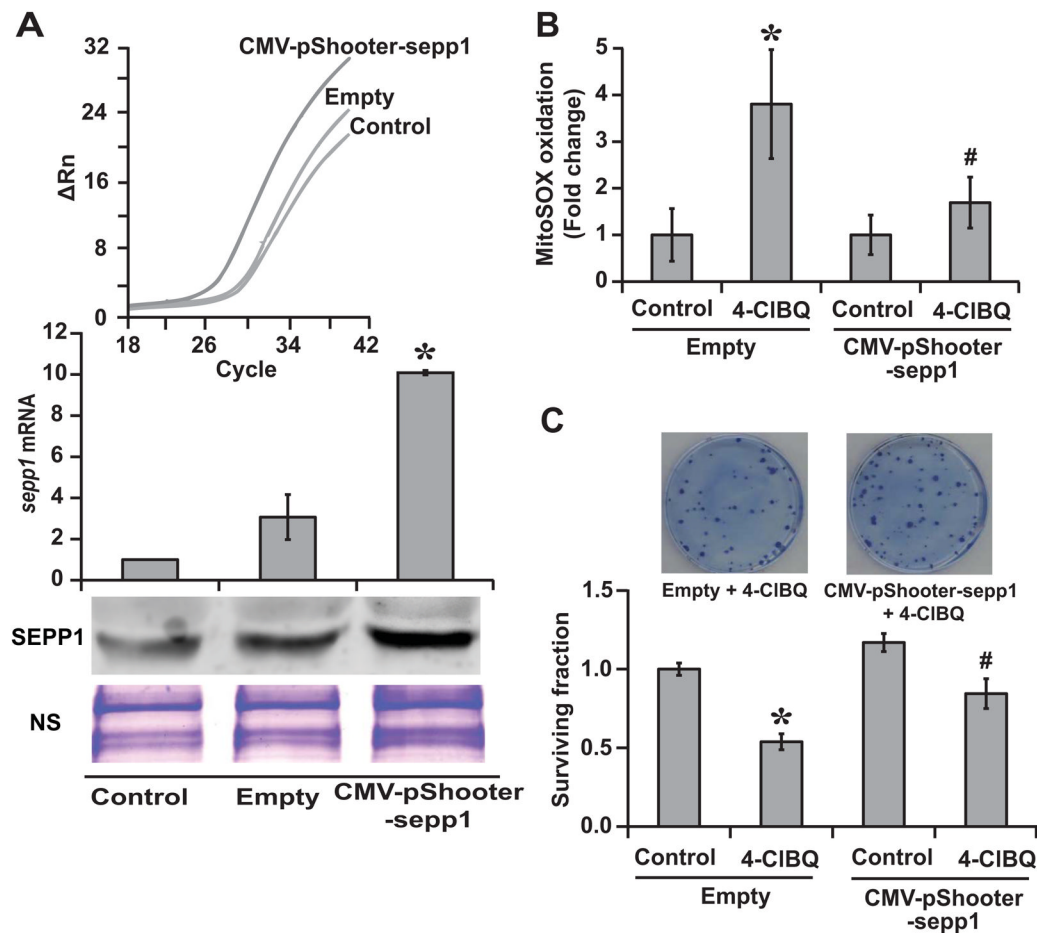 A
32
24
16
8
0
ΔRn
CMV-pShooter-sepp1
Empty
Control
18 26 34 42
Cycle
12
10
8
6
4
2
0
sepp1 mRNA
*
SEPP1
NS
Control Empty CMV-pShooter
-sepp1
B
5
4
3
2
1
0
MitoSOX oxidation
(Fold change)
*
#
Control 4-ClBQ Control 4-ClBQ
Empty CMV-pShooter
-sepp1
C
Empty + 4-ClBQ
CMV-pShooter-sepp1
+ 4-ClBQ
1.5
1.0
0.5
0.0
Surviving fraction
*
#
Control 4-ClBQ Control 4-ClBQ
Empty CMV-pShooter
-sepp1